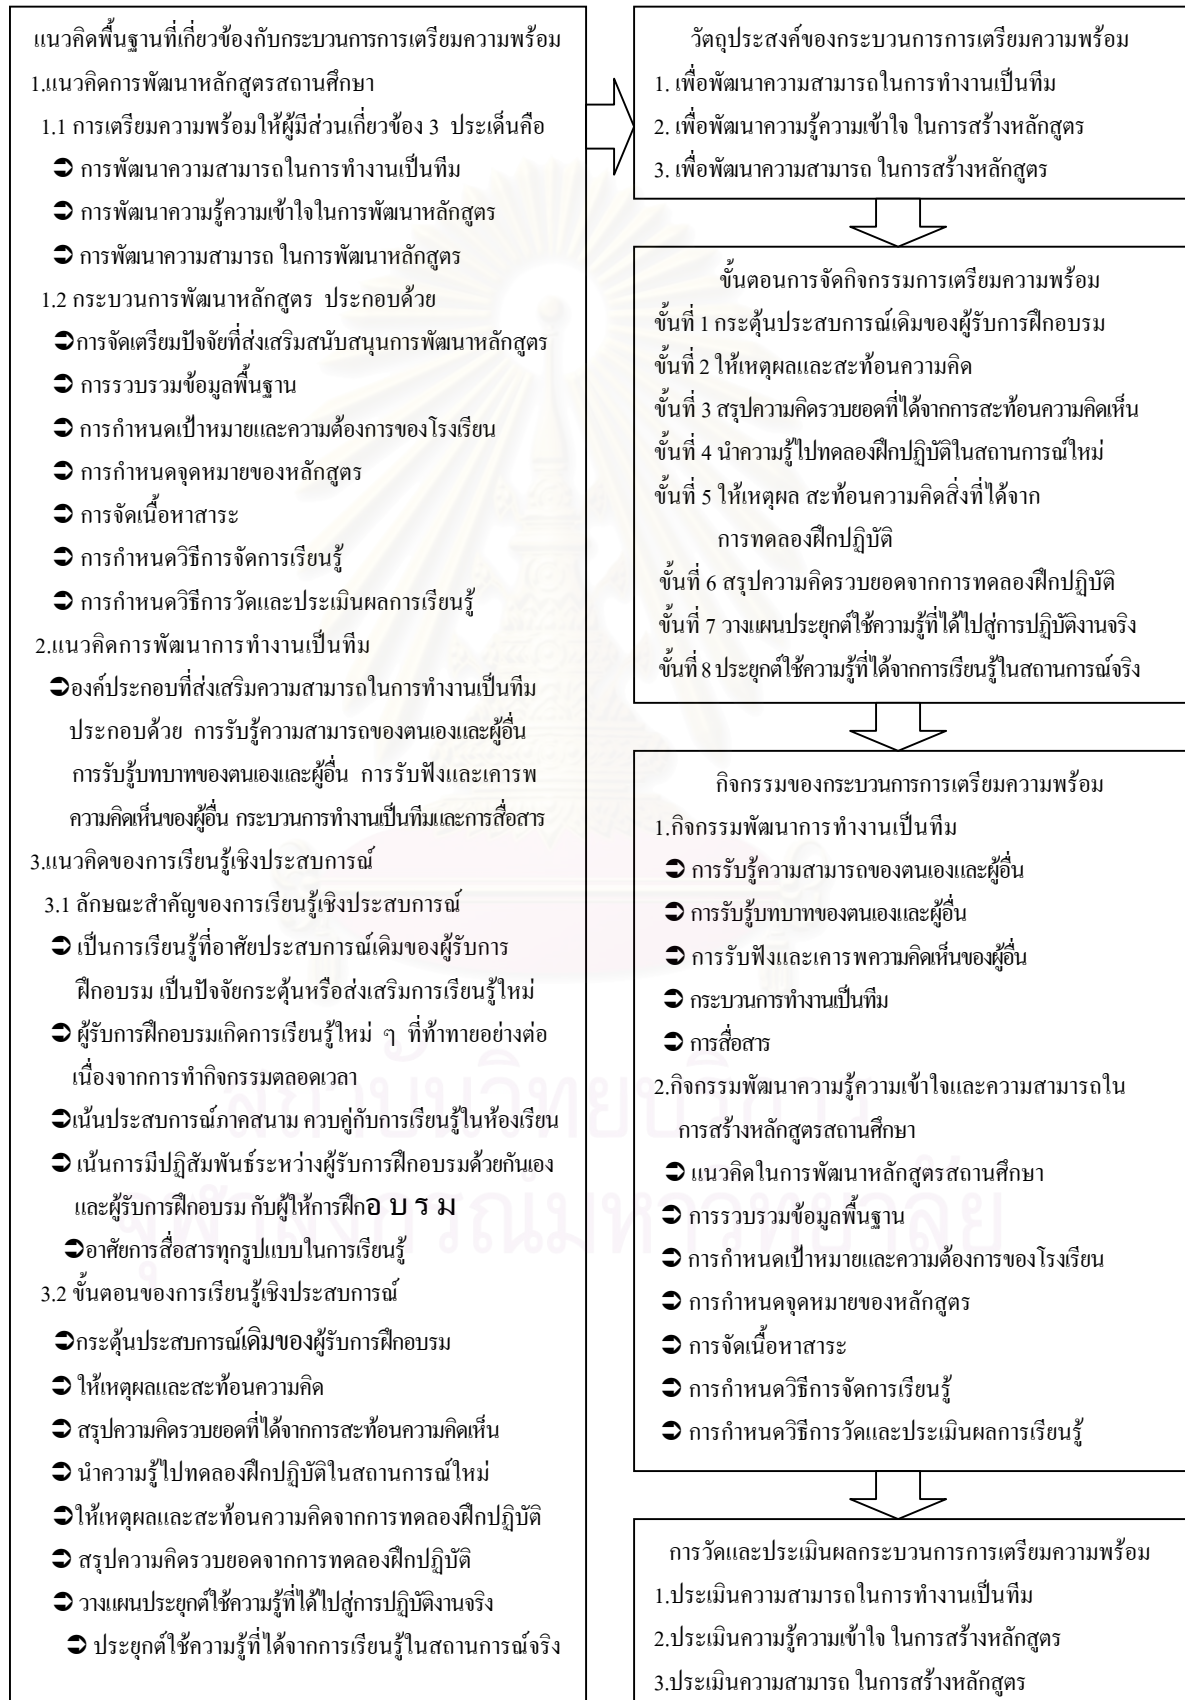 แนวคิดพื้นฐานที่เกี่ยวข้องกับกระบวนการการเตรียมความพร้อม
1.แนวคิดการพัฒนาหลักสูตรสถานศึกษา
1.1 การเตรียมความพร้อมให้ผู้มีส่วนเกี่ยวข้อง 3 ประเด็นคือ
➲ การพัฒนาความสามารถในการทำงานเป็นทีม
➲ การพัฒนาความรู้ความเข้าใจในการพัฒนาหลักสูตร
➲ การพัฒนาความสามารถ ในการพัฒนาหลักสูตร
1.2 กระบวนการพัฒนาหลักสูตร ประกอบด้วย
➲การจัดเตรียมปัจจัยที่ส่งเสริมสนับสนุนการพัฒนาหลักสูตร
➲ การรวบรวมข้อมูลพื้นฐาน
➲ การกำหนดเป้าหมายและความต้องการของโรงเรียน
➲ การกำหนดจุดหมายของหลักสูตร
➲ การจัดเนื้อหาสาระ
➲ การกำหนดวิธีการจัดการเรียนรู้
➲ การกำหนดวิธีการวัดและประเมินผลการเรียนรู้
2.แนวคิดการพัฒนาการทำงานเป็นทีม
➲องค์ประกอบที่ส่งเสริมความสามารถในการทำงานเป็นทีม
ประกอบด้วย การรับรู้ความสามารถของตนเองและผู้อื่น
การรับรู้บทบาทของตนเองและผู้อื่น การรับฟังและเคารพ
ความคิดเห็นของผู้อื่น กระบวนการทำงานเป็นทีมและการสื่อสาร
3.แนวคิดของการเรียนรู้เชิงประสบการณ์
3.1 ลักษณะสำคัญของการเรียนรู้เชิงประสบการณ์
➲ เป็นการเรียนรู้ที่อาศัยประสบการณ์เดิมของผู้รับการ
ฝึกอบรม เป็นปัจจัยกระตุ้นหรือส่งเสริมการเรียนรู้ใหม่
➲ ผู้รับการฝึกอบรมเกิดการเรียนรู้ใหม่ ๆ ที่ท้าทายอย่างต่อ
เนื่องจากการทำกิจกรรมตลอดเวลา
➲เน้นประสบการณ์ภาคสนาม ควบคู่กับการเรียนรู้ในห้องเรียน
➲ เน้นการมีปฏิสัมพันธ์ระหว่างผู้รับการฝึกอบรมด้วยกันเอง
และผู้รับการฝึกอบรม กับผู้ให้การฝึกอ บ ร ม
➲อาศัยการสื่อสารทุกรูปแบบในการเรียนรู้
3.2 ขั้นตอนของการเรียนรู้เชิงประสบการณ์
➲กระตุ้นประสบการณ์เดิมของผู้รับการฝึกอบรม
➲ ให้เหตุผลและสะท้อนความคิด
➲ สรุปความคิดรวบยอดที่ได้จากการสะท้อนความคิดเห็น
➲ นำความรู้ไปทดลองฝึกปฏิบัติในสถานการณ์ใหม่
➲ให้เหตุผลและสะท้อนความคิดจากการทดลองฝึกปฏิบัติ
➲ สรุปความคิดรวบยอดจากการทดลองฝึกปฏิบัติ
➲ วางแผนประยุกต์ใช้ความรู้ที่ได้ไปสู่การปฏิบัติงานจริง
➲ ประยุกต์ใช้ความรู้ที่ได้จากการเรียนรู้ในสถานการณ์จริง
วัตถุประสงค์ของกระบวนการการเตรียมความพร้อม
1. เพื่อพัฒนาความสามารถในการทำงานเป็นทีม
2. เพื่อพัฒนาความรู้ความเข้าใจ ในการสร้างหลักสูตร
3. เพื่อพัฒนาความสามารถ ในการสร้างหลักสูตร
ขั้นตอนการจัดกิจกรรมการเตรียมความพร้อม
ขั้นที่ 1 กระตุ้นประสบการณ์เดิมของผู้รับการฝึกอบรม
ขั้นที่ 2 ให้เหตุผลและสะท้อนความคิด
ขั้นที่ 3 สรุปความคิดรวบยอดที่ได้จากการสะท้อนความคิดเห็น
ขั้นที่ 4 นำความรู้ไปทดลองฝึกปฏิบัติในสถานการณ์ใหม่
ขั้นที่ 5 ให้เหตุผล สะท้อนความคิดสิ่งที่ได้จาก
การทดลองฝึกปฏิบัติ
ขั้นที่ 6 สรุปความคิดรวบยอดจากการทดลองฝึกปฏิบัติ
ขั้นที่ 7 วางแผนประยุกต์ใช้ความรู้ที่ได้ไปสู่การปฏิบัติงานจริง
ขั้นที่ 8 ประยุกต์ใช้ความรู้ที่ได้จากการเรียนรู้ในสถานการณ์จริง
กิจกรรมของกระบวนการการเตรียมความพร้อม
1.กิจกรรมพัฒนาการทำงานเป็นทีม
➲ การรับรู้ความสามารถของตนเองและผู้อื่น
➲ การรับรู้บทบาทของตนเองและผู้อื่น
➲ การรับฟังและเคารพความคิดเห็นของผู้อื่น
➲ กระบวนการทำงานเป็นทีม
➲ การสื่อสาร
2.กิจกรรมพัฒนาความรู้ความเข้าใจและความสามารถใน
การสร้างหลักสูตรสถานศึกษา
➲ แนวคิดในการพัฒนาหลักสูตรสถานศึกษา
➲ การรวบรวมข้อมูลพื้นฐาน
➲ การกำหนดเป้าหมายและความต้องการของโรงเรียน
➲ การกำหนดจุดหมายของหลักสูตร
➲ การจัดเนื้อหาสาระ
➲ การกำหนดวิธีการจัดการเรียนรู้
➲ การกำหนดวิธีการวัดและประเมินผลการเรียนรู้
การวัดและประเมินผลกระบวนการการเตรียมความพร้อม
1.ประเมินความสามารถในการทำงานเป็นทีม
2.ประเมินความรู้ความเข้าใจ ในการสร้างหลักสูตร
3.ประเมินความสามารถ ในการสร้างหลักสูตร
สถาบันวิทยบริการ
จุฬาลงกรณ์มหาวิทยาลัย